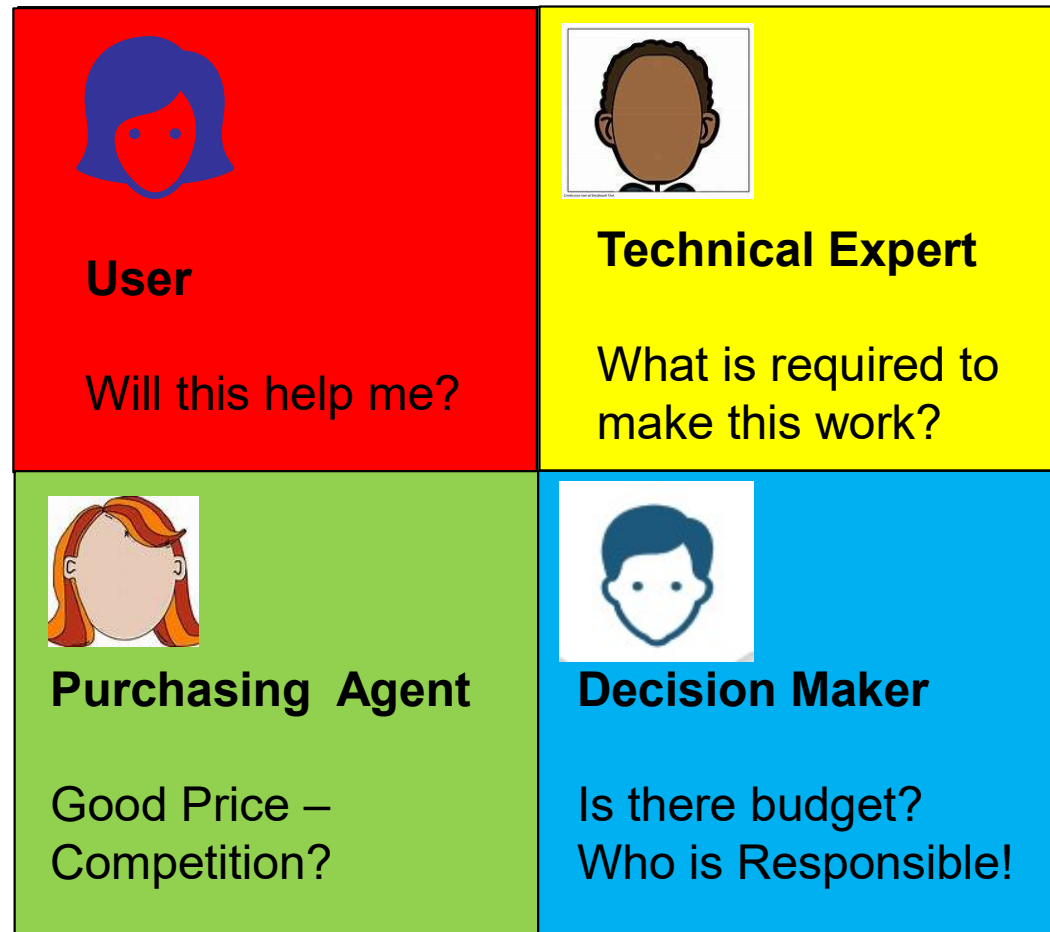 User
Will this help me?
Technical Expert
What is required to
make this work?
Purchasing  Agent
Good Price –
Competition?
Decision Maker
Is there budget?
Who is Responsible!